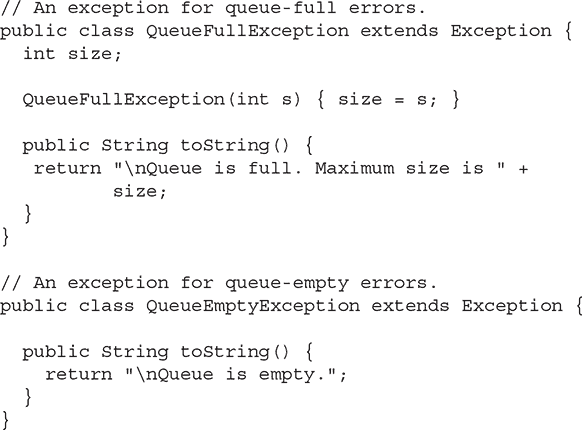 // An exception for queue-full errors.
public class QueueFullException extends Exception {
  int size;

  QueueFullException(int s) { size = s; }

  public String toString() {
   return "\nQueue is full. Maximum size is " +
          size;
  }
}

// An exception for queue-empty errors.
public class QueueEmptyException extends Exception {

  public String toString() {
    return "\nQueue is empty.";
  }
}